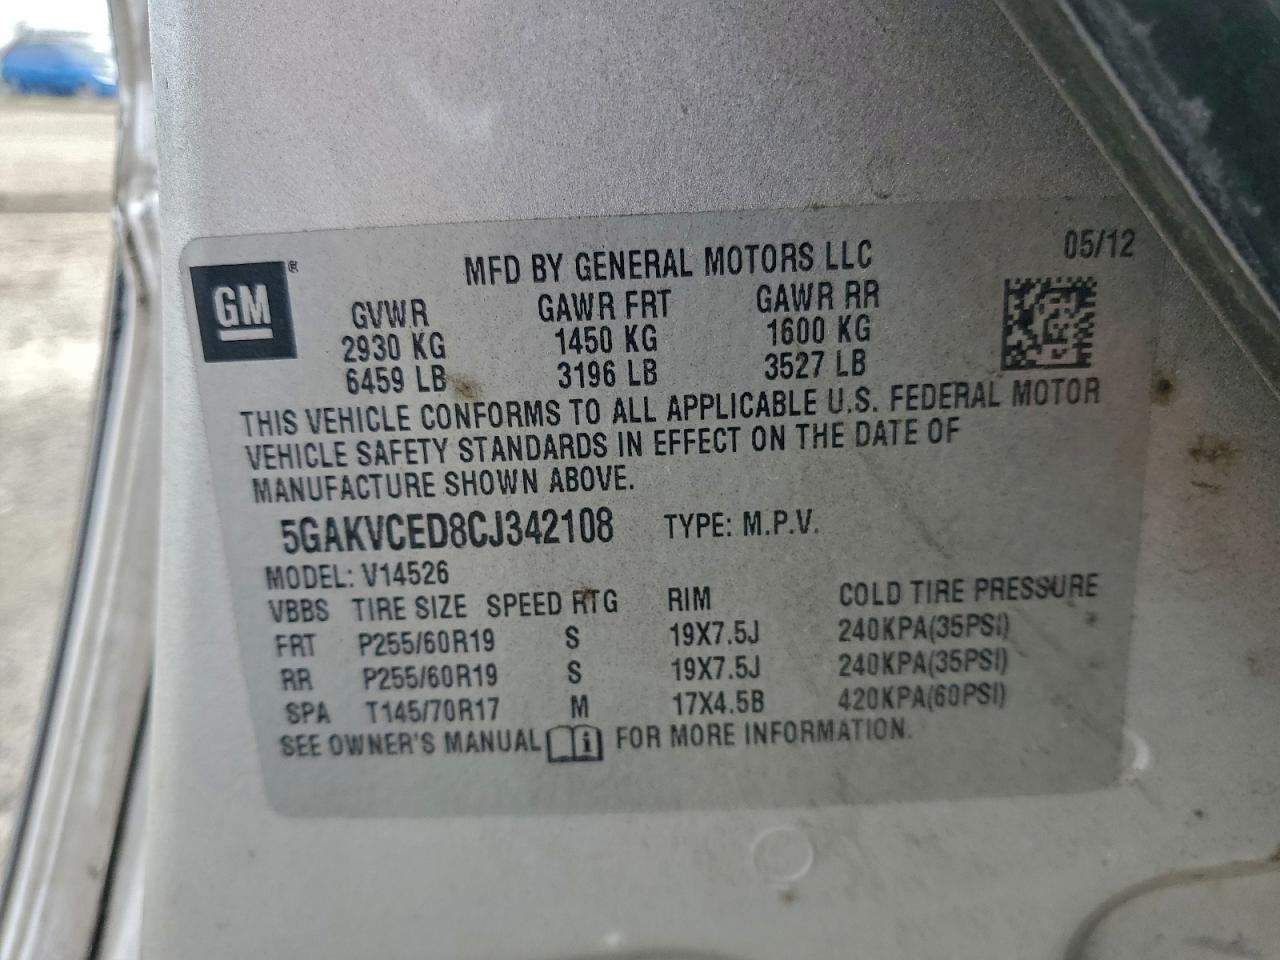 05/12
GM®
MFD BY GENERAL MOTORS LLC
GVWR GAWR FRT GAWR RR
2930 KG 1450 KG 1600 KG
6459 LB 3196 LB 3527 LB
THIS VEHICLE CONFORMS TO ALL APPLICABLE U.S. FEDERAL MOTOR
VEHICLE SAFETY STANDARDS IN EFFECT ON THE DATE OF
MANUFACTURE SHOWN ABOVE.
5GAKVCED8CJ342108 TYPE: M.P.V.
MODEL: V14526
VBBS TIRE SIZE SPEED RTG RIM COLD TIRE PRESSURE
FRT P255/60R19 S 19X7.5J 240KPA(35PSI)
RR P255/60R19 S 19X7.5J 240KPA(35PSI)
SPA T145/70R17 M 17X4.5B 420KPA(60PSI)
SEE OWNER'S MANUAL i FOR MORE INFORMATION.